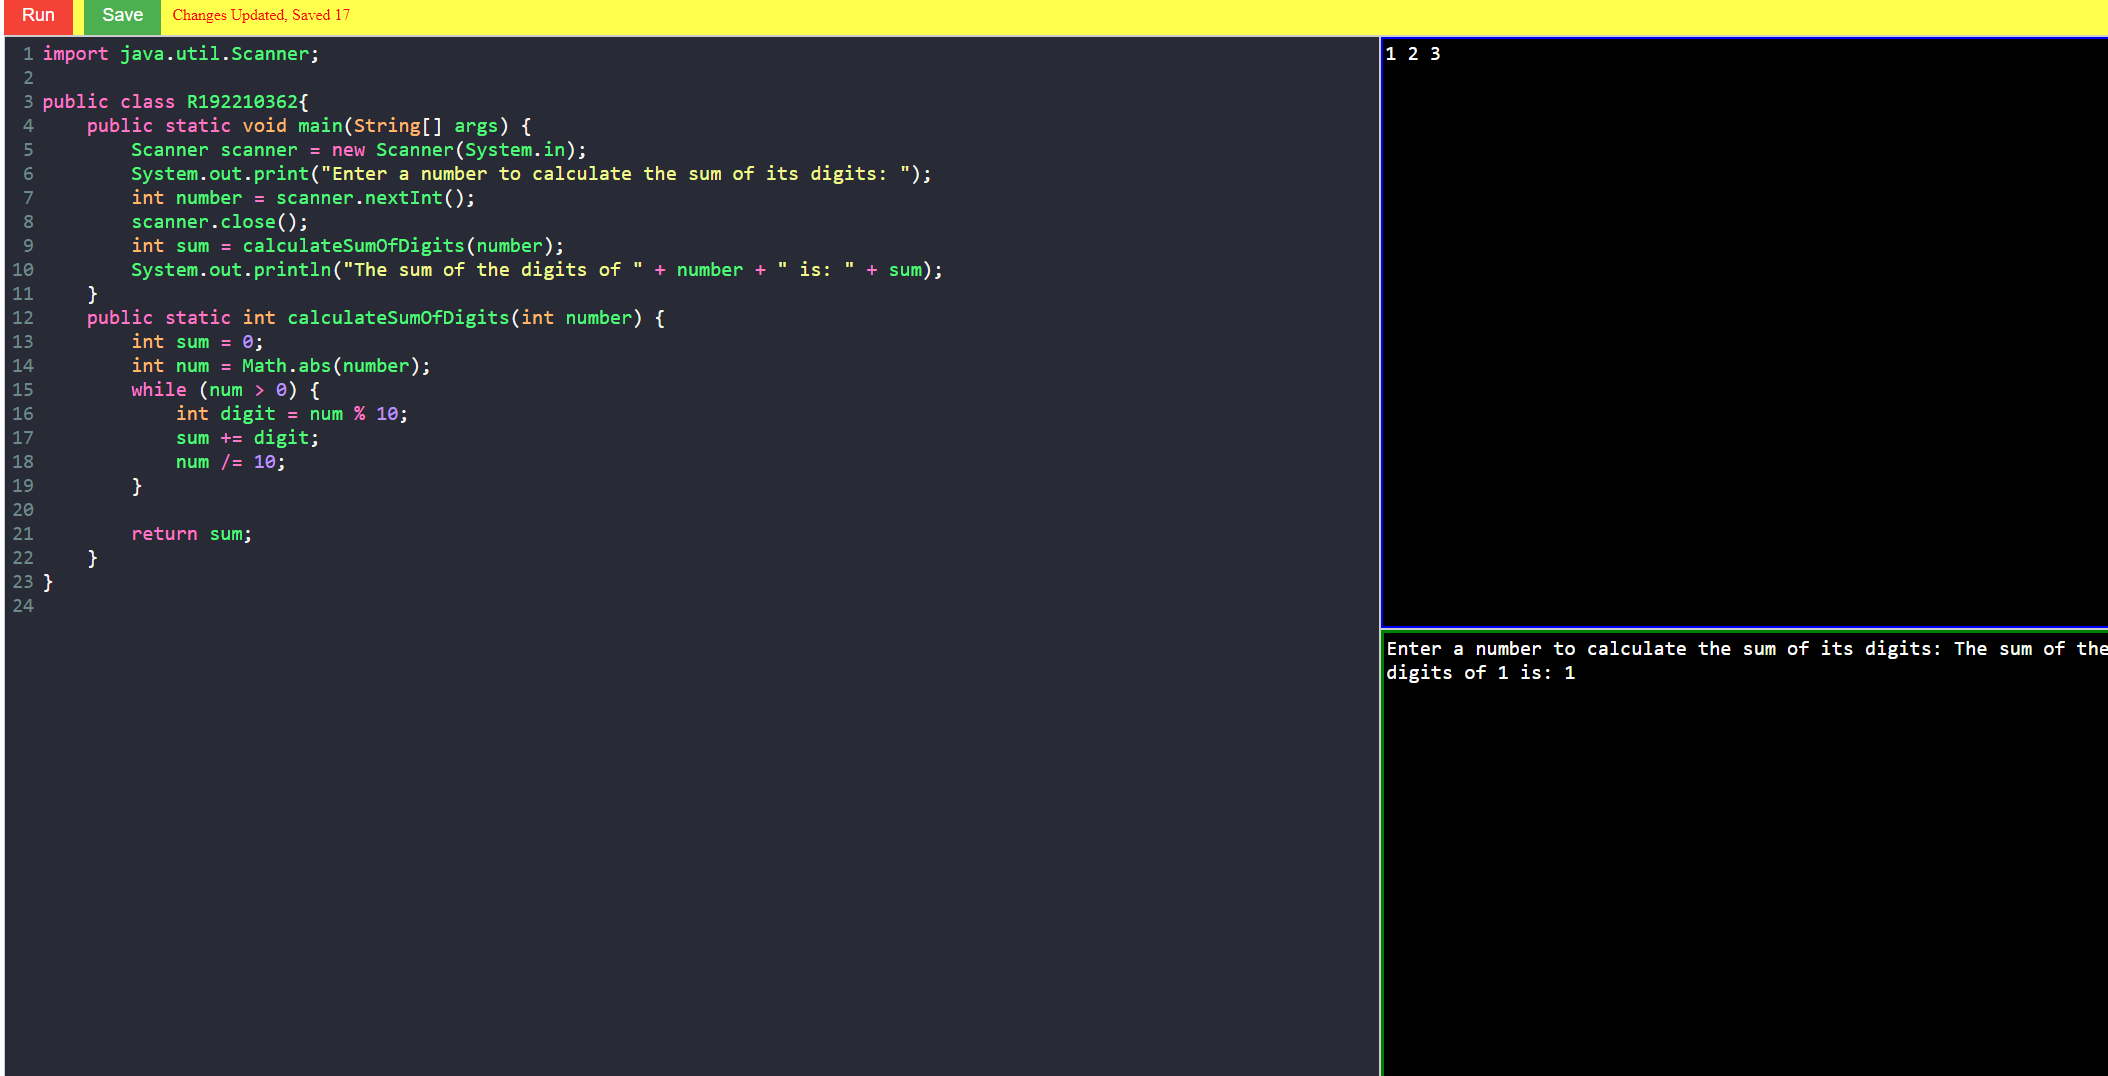 Run Save Changes Updated, Saved 17
1 import java.util.Scanner;
2
3 public class R192210362{
4     public static void main(String[] args) {
5         Scanner scanner = new Scanner(System.in);
6         System.out.print("Enter a number to calculate the sum of its digits: ");
7         int number = scanner.nextInt();
8         scanner.close();
9         int sum = calculateSumOfDigits(number);
10         System.out.println("The sum of the digits of " + number + " is: " + sum);
11     }
12     public static int calculateSumOfDigits(int number) {
13         int sum = 0;
14         int num = Math.abs(number);
15         while (num > 0) {
16             int digit = num % 10;
17             sum += digit;
18             num /= 10;
19         }
20
21         return sum;
22     }
23 }
24
1 2 3
Enter a number to calculate the sum of its digits: The sum of the
digits of 1 is: 1